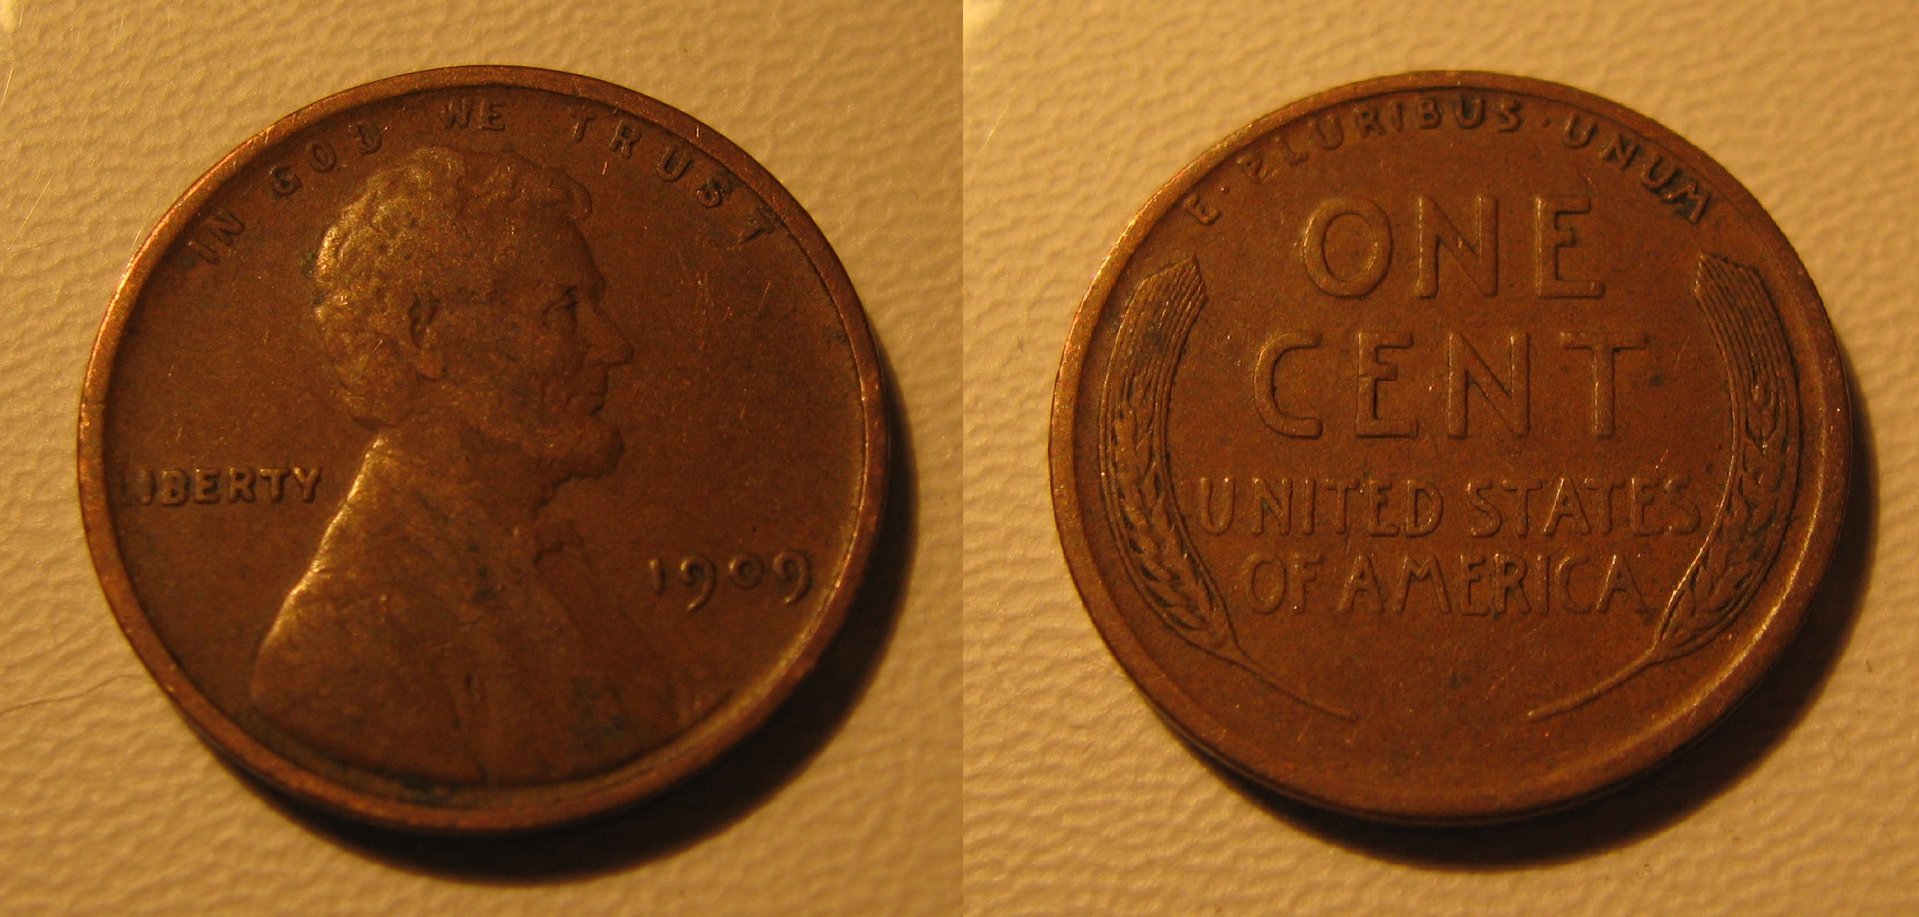 IN GOD WE TRUST
LIBERTY
1909
E·PLURIBUS·UNUM
ONE
CENT
UNITED STATES
OF AMERICA